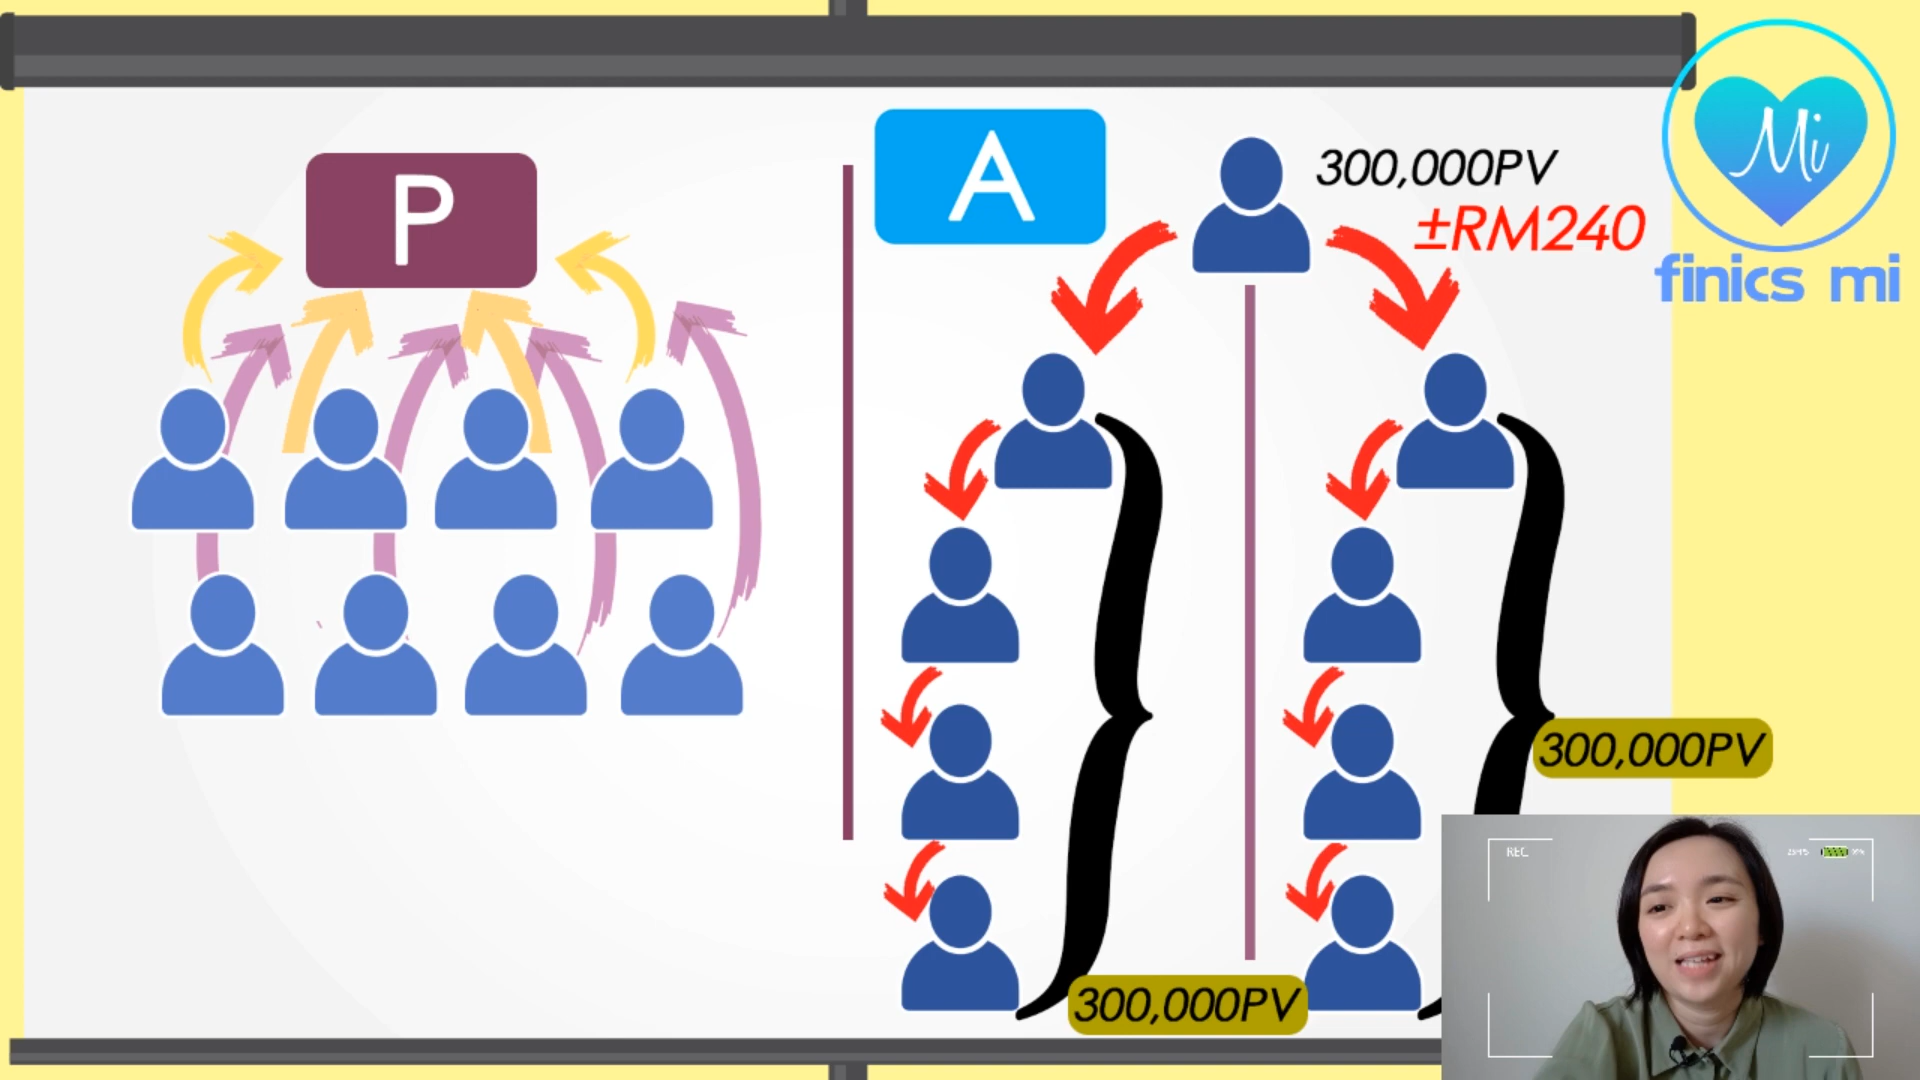 P
A
300,000PV
±RM240
Mi
finics mi
300,000PV
300,000PV
REC